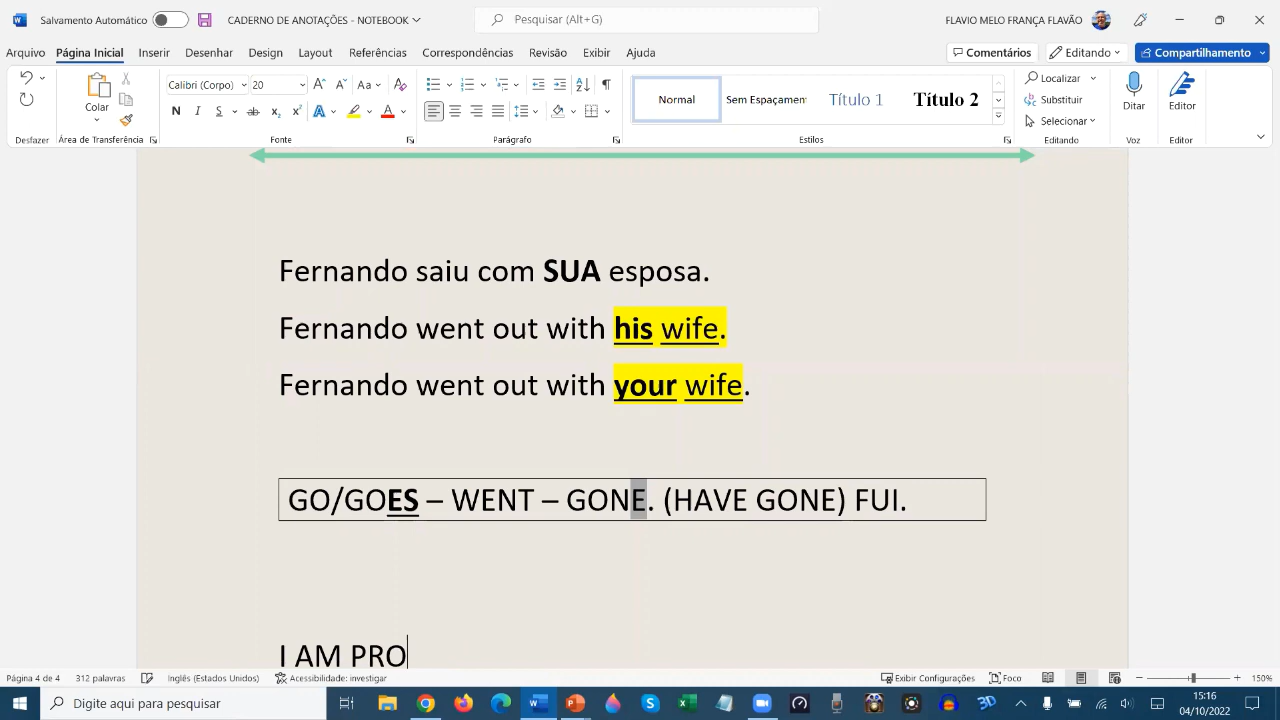 Salvamento Automático CADERNO DE ANOTAÇÕES - NOTEBOOK Pesquisar (Alt+G) FLAVIO MELO FRANÇA FLAVÃO
Arquivo Página Inicial Inserir Desenhar Design Layout Referências Correspondências Revisão Exibir Ajuda Comentários Editando Compartilhamento
Colar Calibri (Corpo) 20 Aa Normal Sem Espaçamen Título 1 Título 2 Localizar Substituir Selecionar Ditar Editor
N I S ab x₂ x² A A
Desfazer Área de Transferência Fonte Parágrafo Estilos Editando Voz Editor
Fernando saiu com SUA esposa.
Fernando went out with his wife.
Fernando went out with your wife.
GO/GOES – WENT – GONE. (HAVE GONE) FUI.
I AM PRO
Página 4 de 4 312 palavras Inglês (Estados Unidos) Acessibilidade: investigar Exibir Configurações Foco 150%
Digite aqui para pesquisar 15:16
04/10/2022